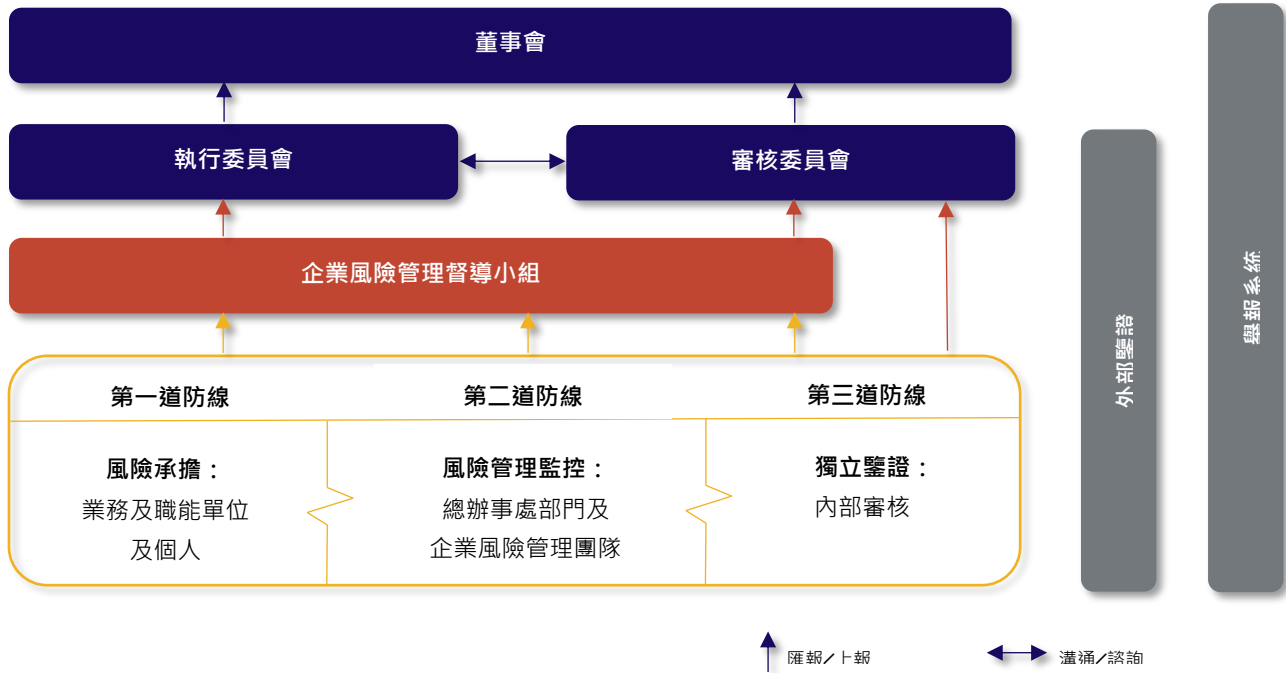 董事會
執行委員會
審核委員會
企業風險管理督導小組
第一道防線
第二道防線
第三道防線
風險承擔：
業務及職能單位
及個人
風險管理監控：
總辦事處部門及
企業風險管理團隊
獨立鑒證：
內部審核
外部鑒證
舉報系統
匯報/上報
溝通/諮詢